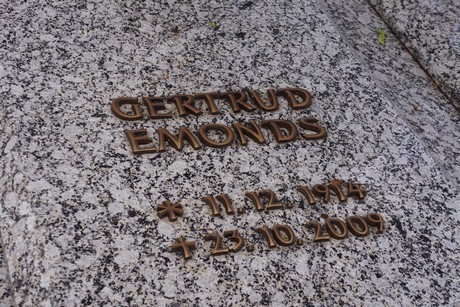 GERTRUD
EMONDS
* 11. 12. 1914
† 23. 10. 2009